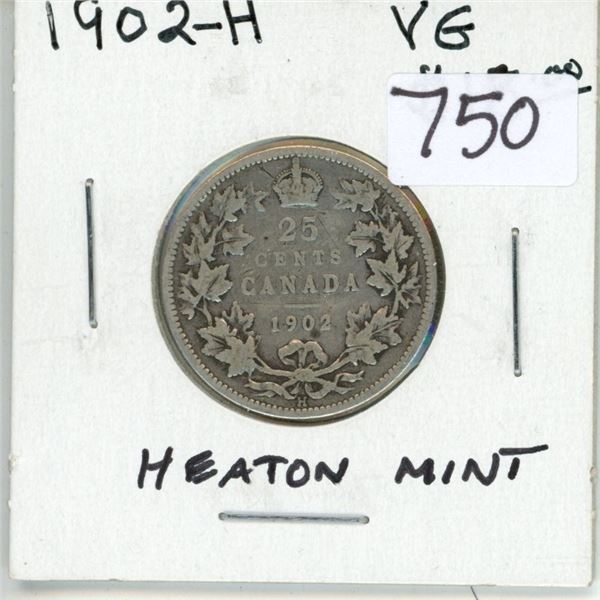 1902-H VG
750
25
CENTS
CANADA
1902
H
HEATON MINT